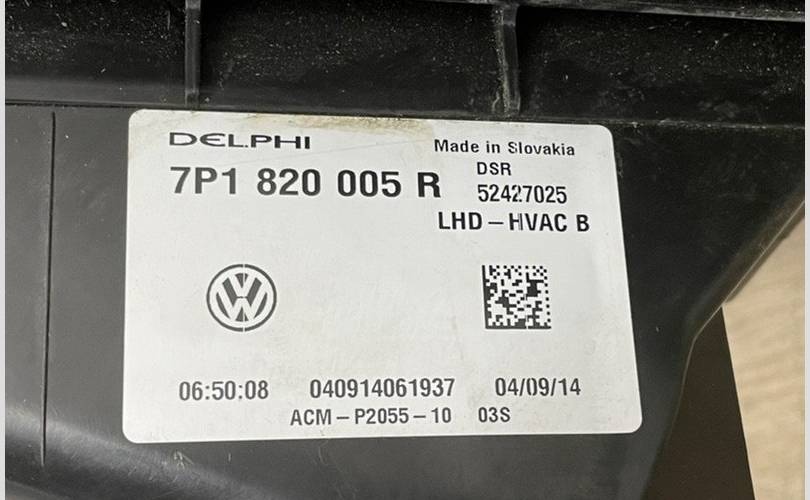 DELPHI
Made in Slovakia
7P1 820 005 R
DSR
52427025
LHD-HVAC B
06:50:08 040914061937 04/09/14
ACM-P2055-10 03S